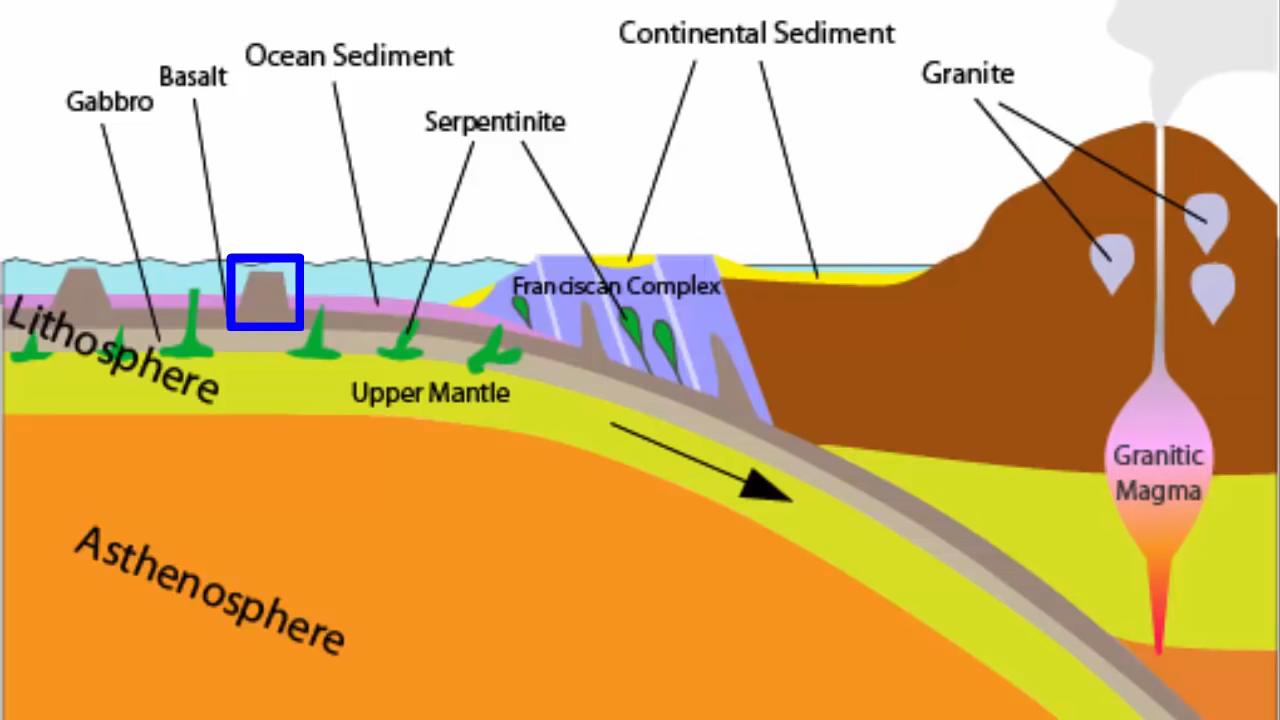 Continental Sediment
Ocean Sediment
Granite
Basalt
Gabbro
Serpentinite
Franciscan Complex
Lithosphere
Upper Mantle
Granitic
Magma
Asthenosphere